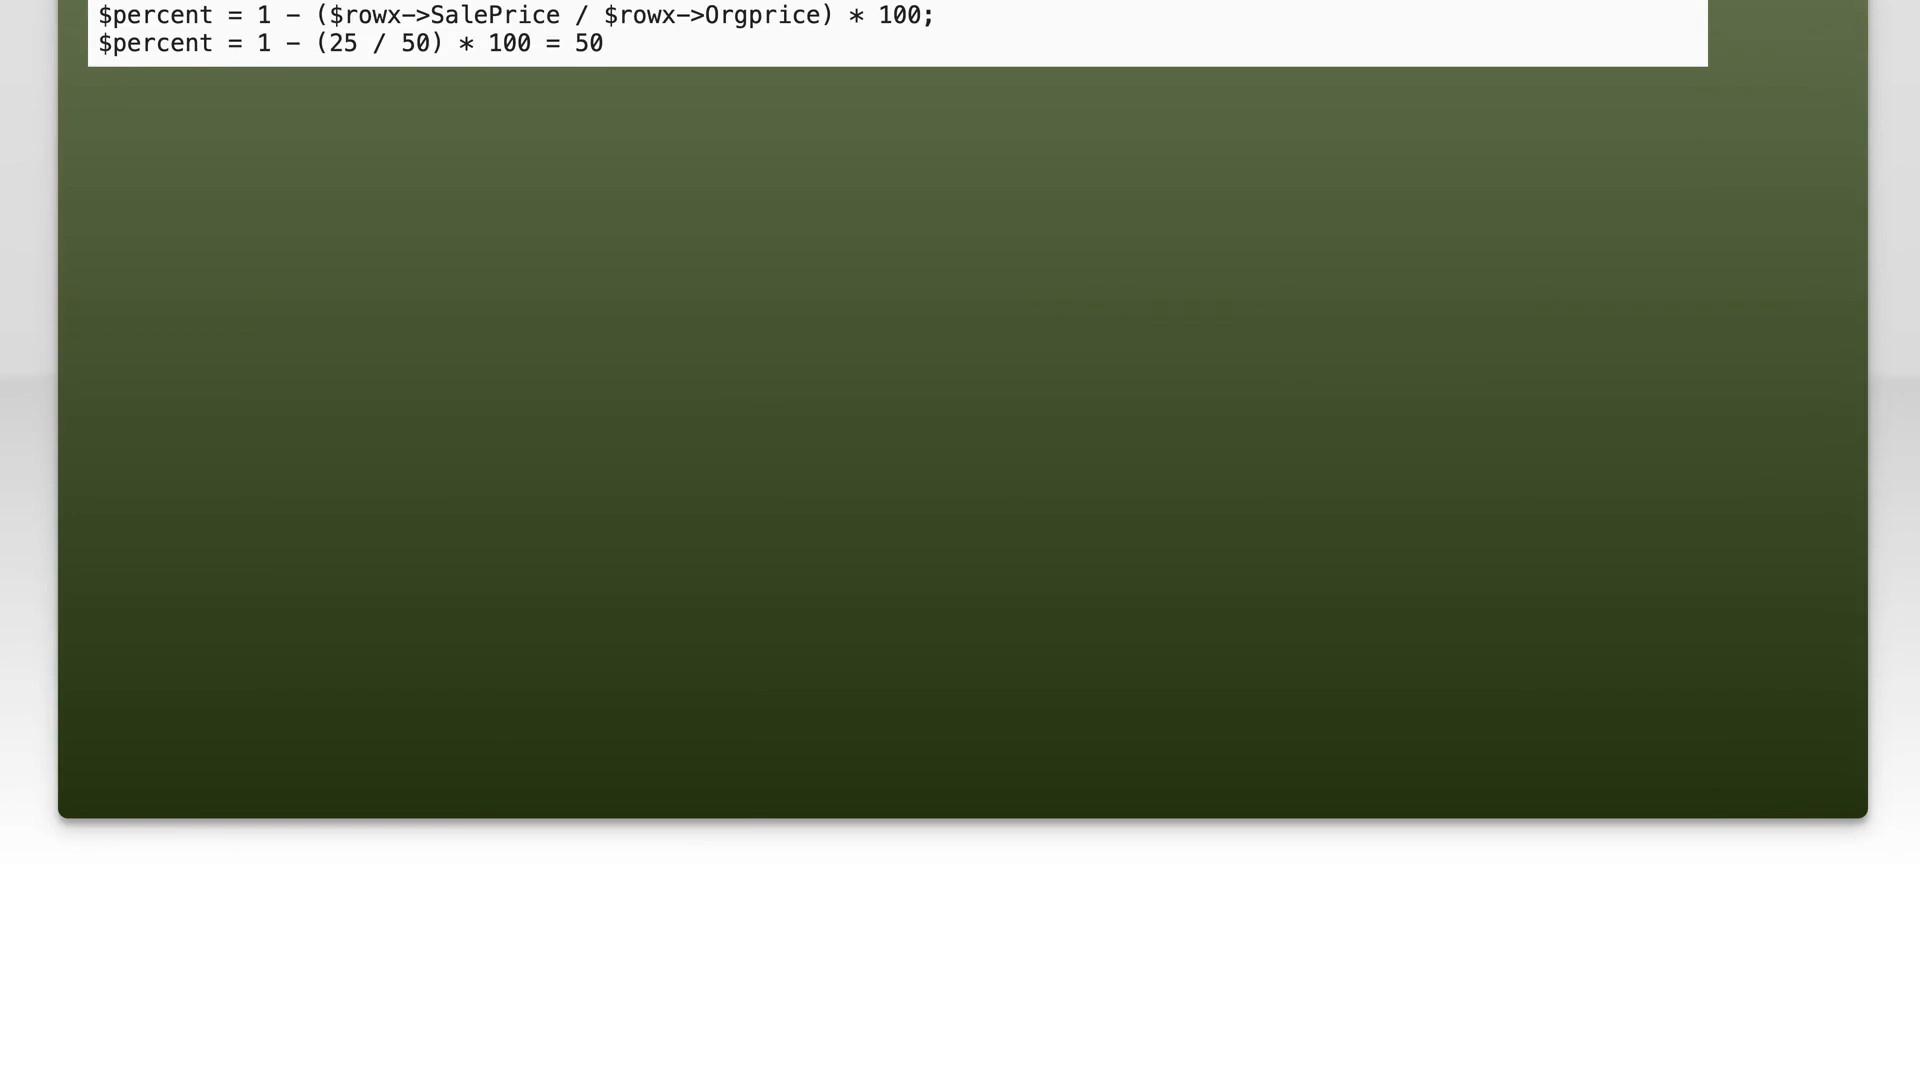 $percent = 1 - ($rowx->SalePrice / $rowx->Orgprice) * 100;
$percent = 1 - (25 / 50) * 100 = 50